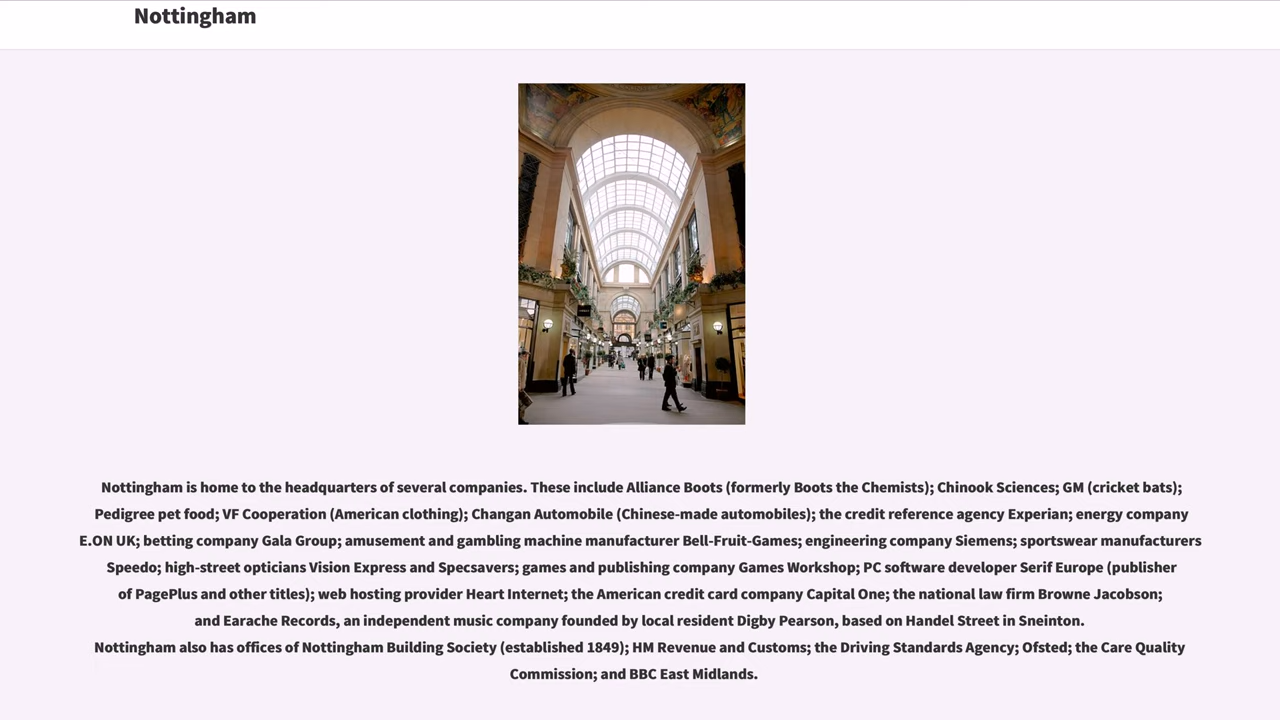 Nottingham
Nottingham is home to the headquarters of several companies. These include Alliance Boots (formerly Boots the Chemists); Chinook Sciences; GM (cricket bats);
Pedigree pet food; VF Cooperation (American clothing); Changan Automobile (Chinese-made automobiles); the credit reference agency Experian; energy company
E.ON UK; betting company Gala Group; amusement and gambling machine manufacturer Bell-Fruit-Games; engineering company Siemens; sportswear manufacturers
Speedo; high-street opticians Vision Express and Specsavers; games and publishing company Games Workshop; PC software developer Serif Europe (publisher
of PagePlus and other titles); web hosting provider Heart Internet; the American credit card company Capital One; the national law firm Browne Jacobson;
and Earache Records, an independent music company founded by local resident Digby Pearson, based on Handel Street in Sneinton.
Nottingham also has offices of Nottingham Building Society (established 1849); HM Revenue and Customs; the Driving Standards Agency; Ofsted; the Care Quality
Commission; and BBC East Midlands.